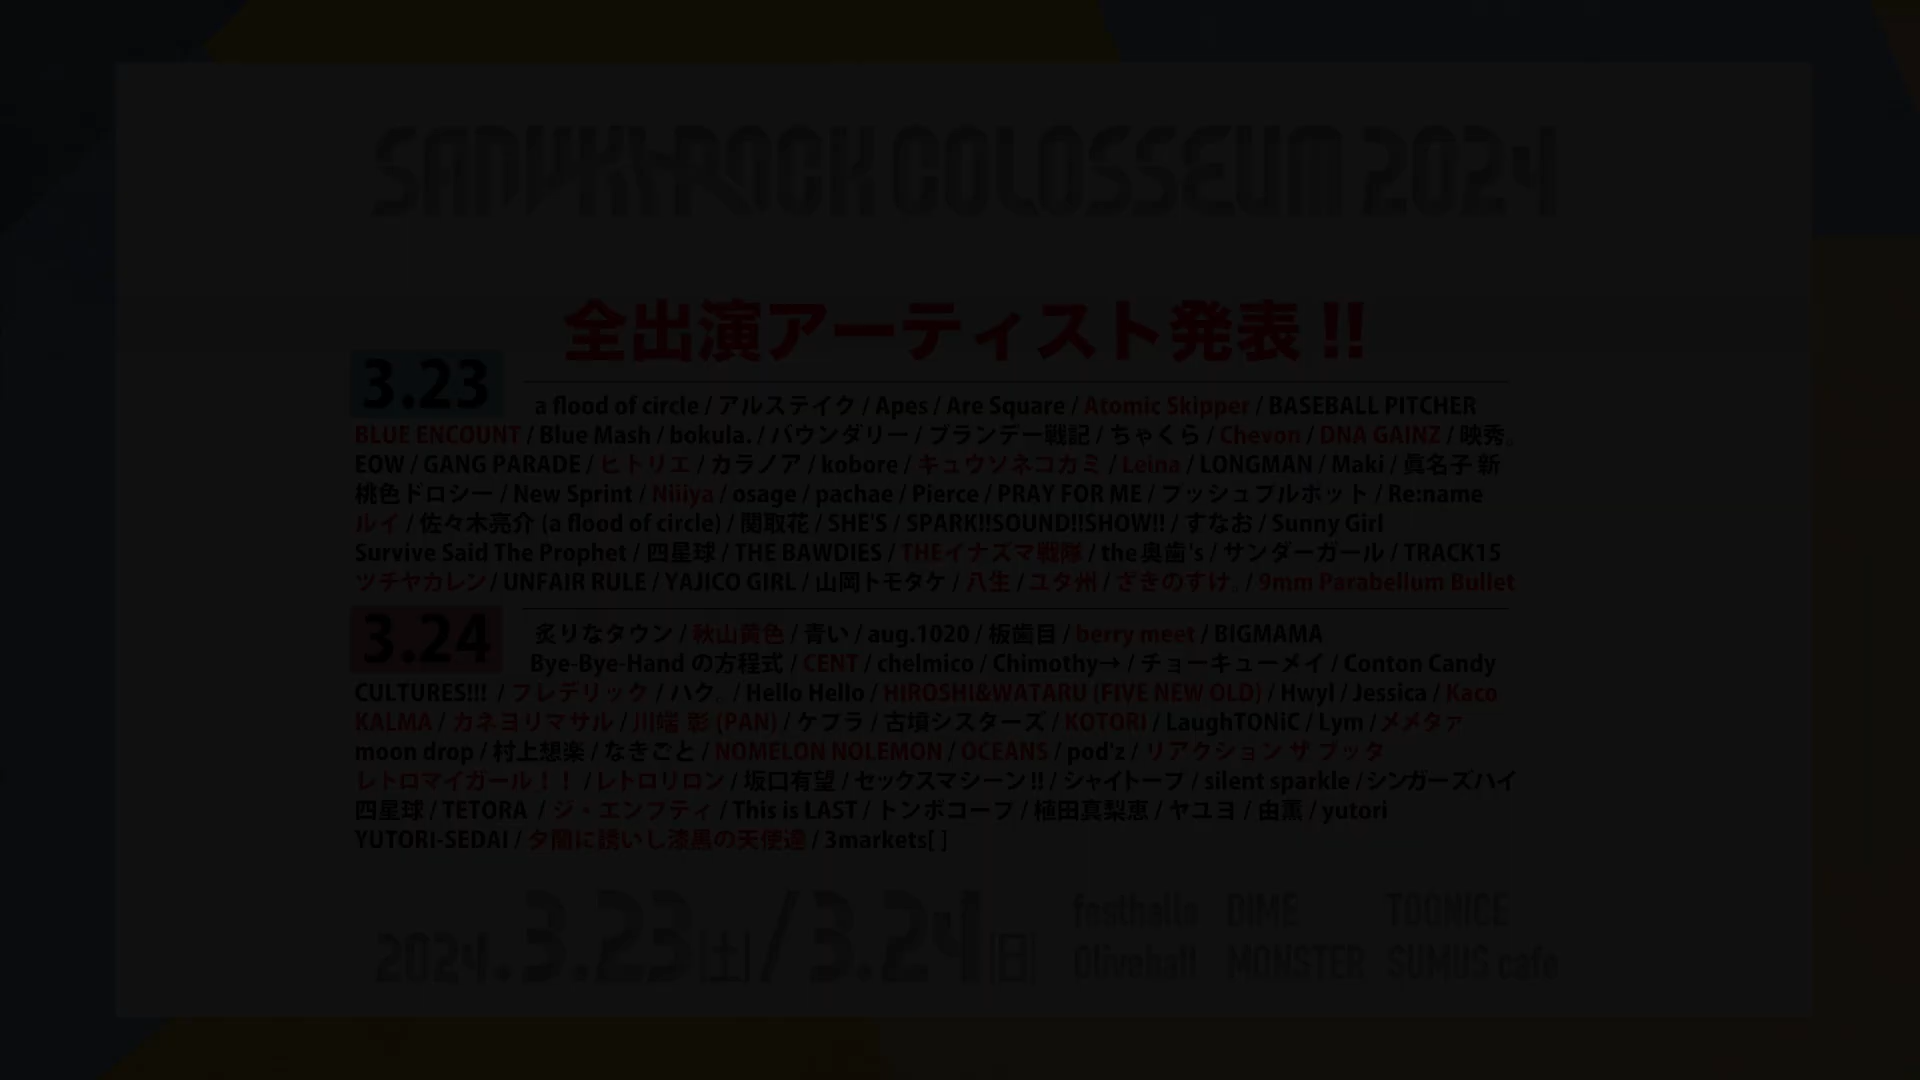 SANUKI ROCK COLOSSEUM 2024
全出演アーティスト発表 !!
3.23
a flood of circle / アルステイク / Apes / Are Square / Atomic Skipper / BASEBALL PITCHER
BLUE ENCOUNT / Blue Mash / bokula. / バウンダリー / ブランデー戦記 / ちゃくら / Chevon / DNA GAINZ / 映秀。
EOW / GANG PARADE / ヒトリエ / カラノア / kobore / キュウソネコカミ / Leina / LONGMAN / Maki / 眞名子 新
桃色ドロシー / New Sprint / Niiiya / osage / pachae / Pierce / PRAY FOR ME / プッシュプルポット / Re:name
ルイ / 佐々木亮介 (a flood of circle) / 関取花 / SHE'S / SPARK!!SOUND!!SHOW!! / すなお / Sunny Girl
Survive Said The Prophet / 四星球 / THE BAWDIES / THEイナズマ戦隊 / the奥歯's / サンダーガール / TRACK15
ツチヤカレン / UNFAIR RULE / YAJICO GIRL / 山岡トモタケ / 八生 / ユタ州 / ざきのすけ。 / 9mm Parabellum Bullet
3.24
炙りなタウン / 秋山黄色 / 青い / aug.1020 / 板歯目 / berry meet / BIGMAMA
Bye-Bye-Hand の方程式 / CENT / chelmico / Chimothy→ / チョーキューメイ / Conton Candy
CULTURES!!! / フレデリック / ハク。 / Hello Hello / HIROSHI&WATARU (FIVE NEW OLD) / Hwyl / Jessica / Kaco
KALMA / カネヨリマサル / 川端 彰 (PAN) / ケプラ / 古墳シスターズ / KOTORI / LaughTONiC / Lym / メメタァ
moon drop / 村上想楽 / なきごと / NOMELON NOLEMON / OCEANS / pod'z / リアクション ザ ブッタ
レトロマイガール！！ / レトロリロン / 坂口有望 / セックスマシーン!! / シャイトープ / silent sparkle / シンガーズハイ
四星球 / TETORA / ジ・エンプティ / This is LAST / トンボコープ / 植田真梨恵 / ヤユヨ / 由薫 / yutori
YUTORI-SEDAI / 夕闇に誘いし漆黒の天使達 / 3markets[ ]
2024.3.23[土]/3.24[日]
festhalle DIME TOONICE
Olivehall MONSTER SUMUS cafe